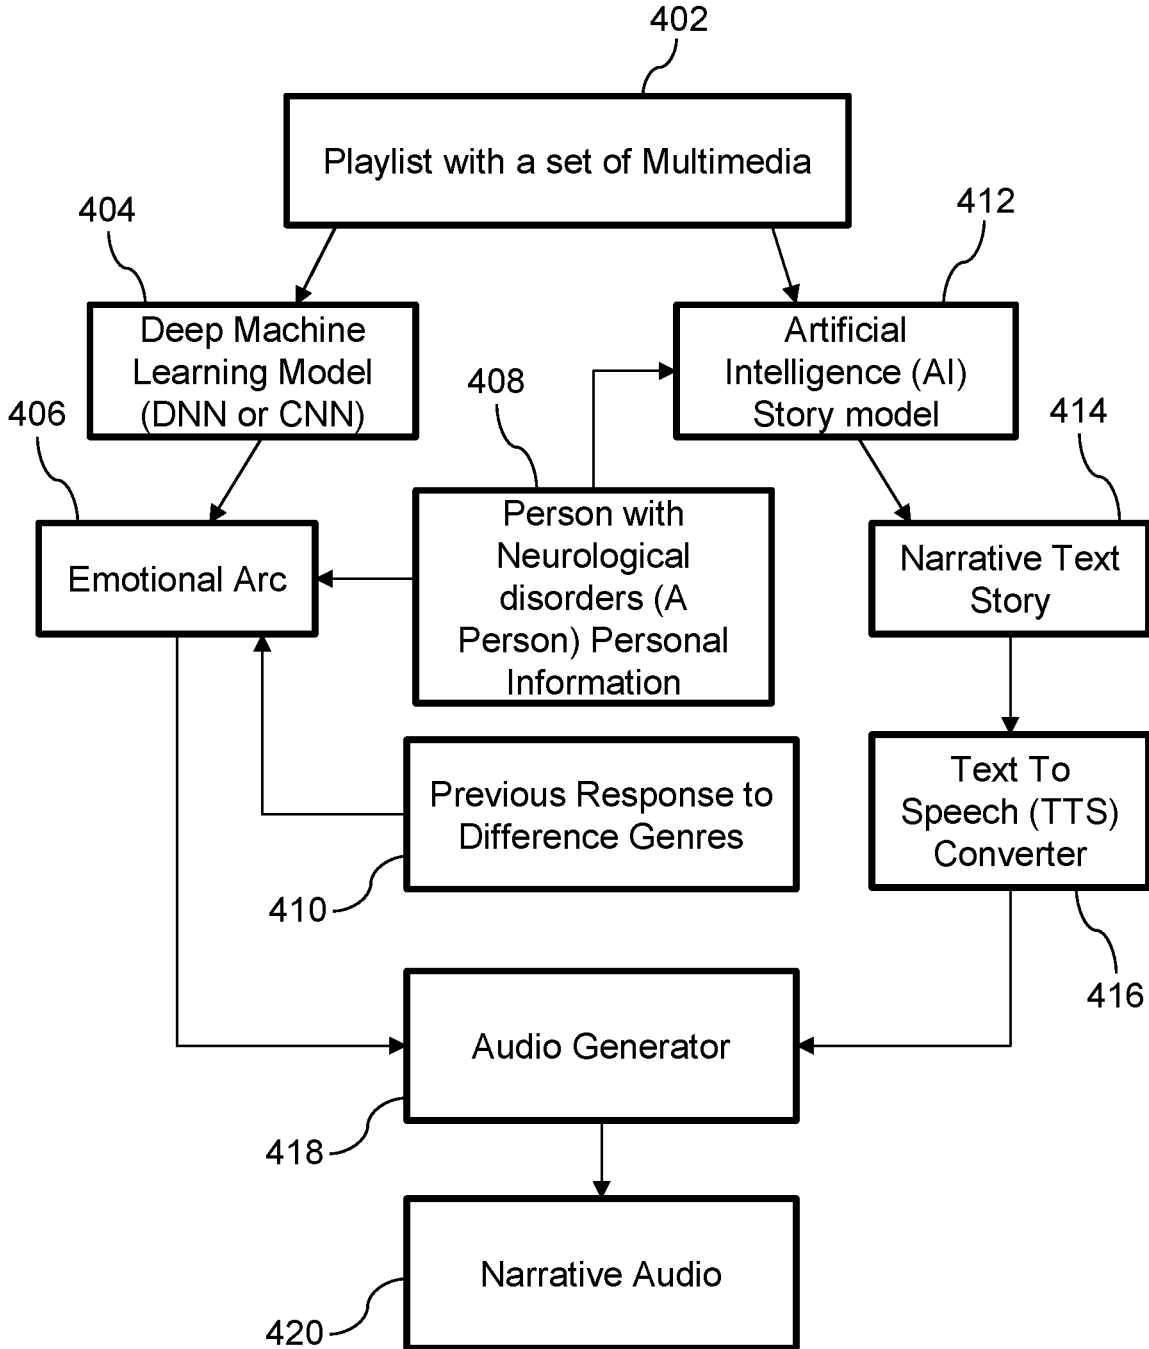 402
Playlist with a set of Multimedia
404
412
Deep Machine
Learning Model
(DNN or CNN)
Artificial
Intelligence (AI)
Story model
406
408
414
Emotional Arc
Person with
Neurological
disorders (A
Person) Personal
Information
Narrative Text
Story
Previous Response to
Difference Genres
410
Text To
Speech (TTS)
Converter
416
Audio Generator
418
Narrative Audio
420